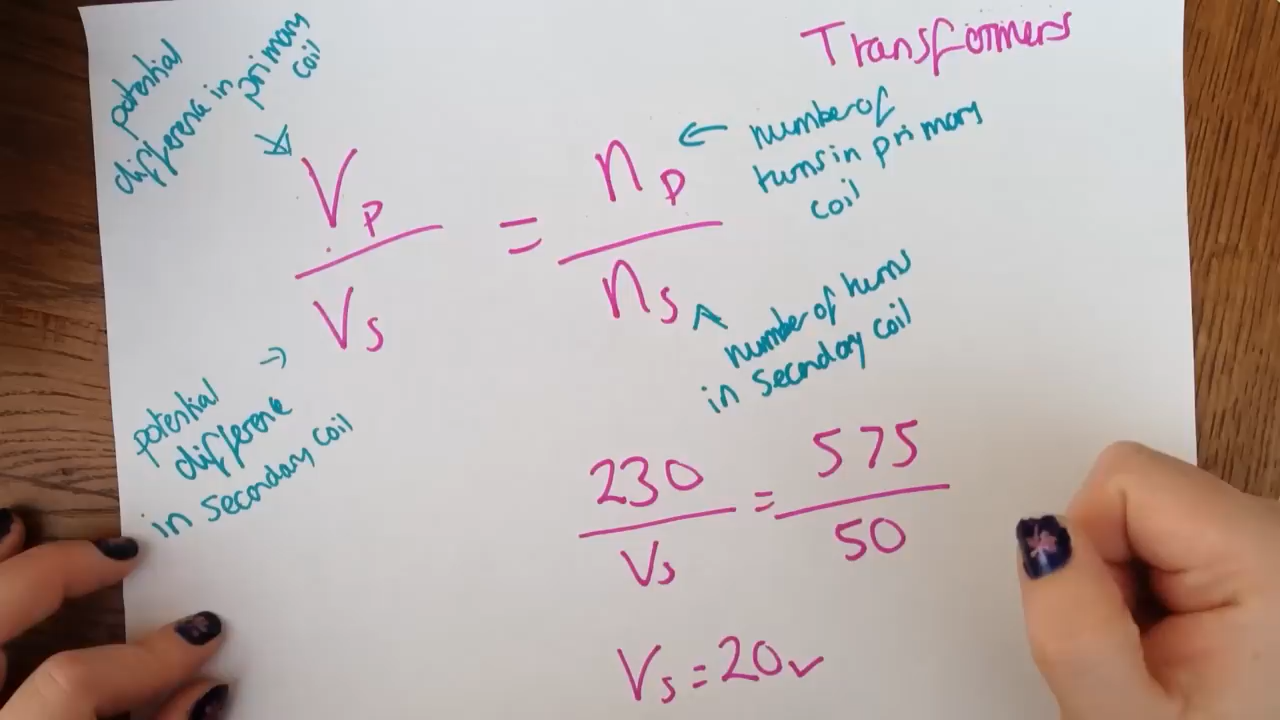 Transformers
potential
difference in primary
coil
Vp
Vs
=
np
ns
number of
turns in primary
coil
number of turns
in secondary coil
potential
difference
in secondary coil
230
Vs
=
575
50
Vs = 20v